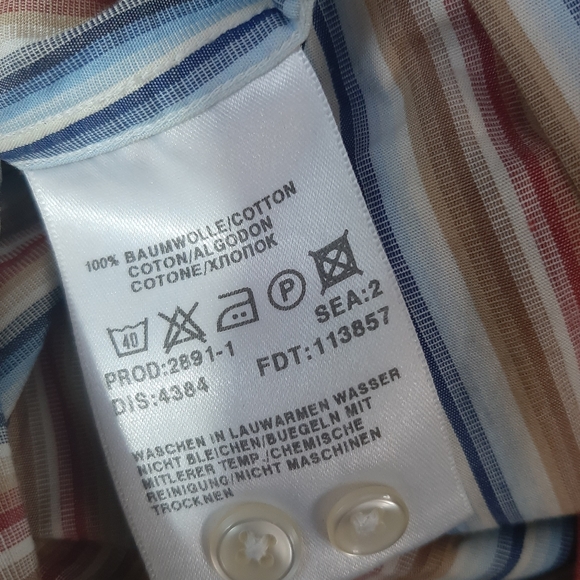 100% BAUMWOLLE/COTTON
COTON/ALGODON
COTONE/ХЛОПОК
40 P
PROD:2891-1 SEA:2
DIS:4384 FDT:113857
WASCHEN IN LAUWARMEN WASSER
NICHT BLEICHEN/BUEGELN MIT
MITLERER TEMP./CHEMISCHE
REINIGUNG/NICHT MASCHINEN
TROCKNEN